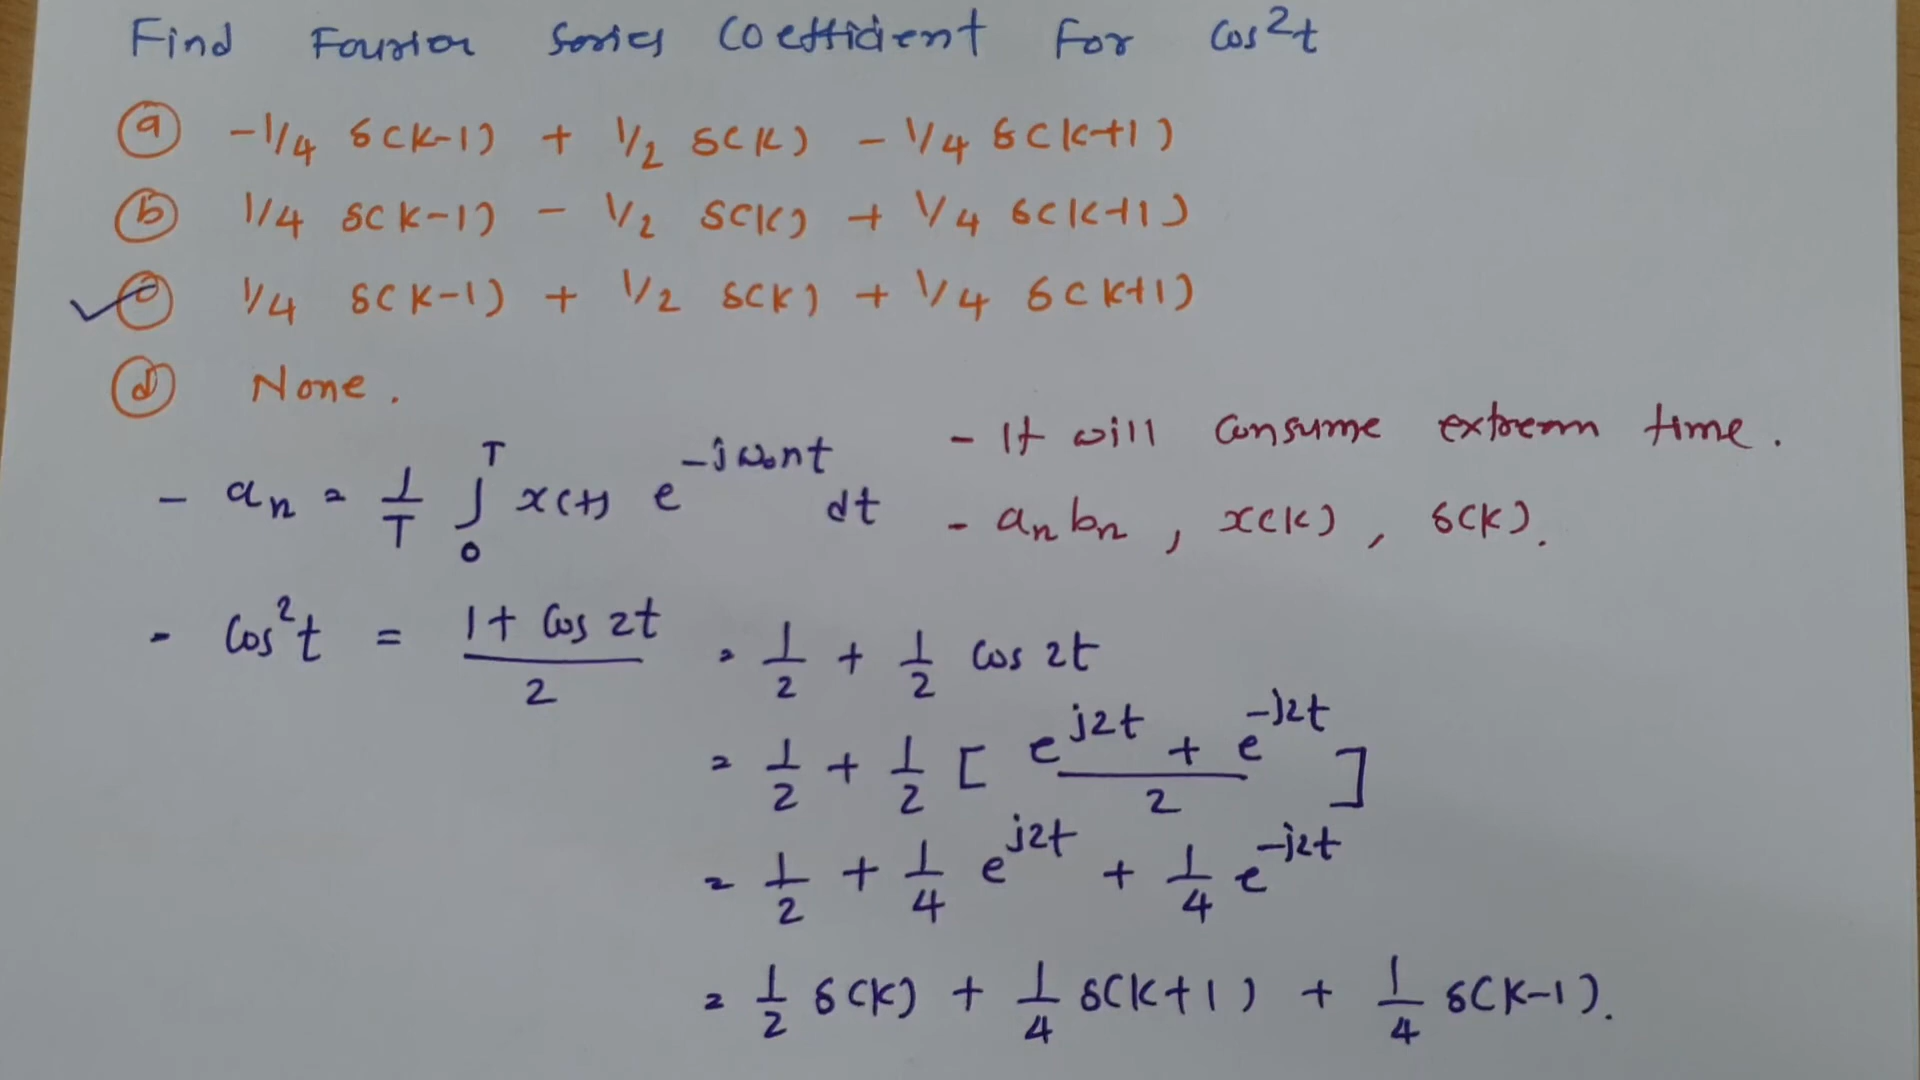 Find Fourier Series Coefficient For Cos²t
(a) -1/4 δ(k-1) + 1/2 δ(k) - 1/4 δ(k+1)
(b) 1/4 δ(k-1) - 1/2 δ(k) + 1/4 δ(k+1)
✓(c) 1/4 δ(k-1) + 1/2 δ(k) + 1/4 δ(k+1)
(d) None.
- aₙ = 1/T ∫₀ᵀ x(t) e^(-jω₀nt) dt
- It will consume extrem time.
- aₙ bₙ , x(k) , δ(k).
- Cos²t = (1 + Cos 2t)/2 = 1/2 + 1/2 Cos 2t
= 1/2 + 1/2 [ (e^(j2t) + e^(-j2t))/2 ]
= 1/2 + 1/4 e^(j2t) + 1/4 e^(-j2t)
= 1/2 δ(k) + 1/4 δ(k+1) + 1/4 δ(k-1).